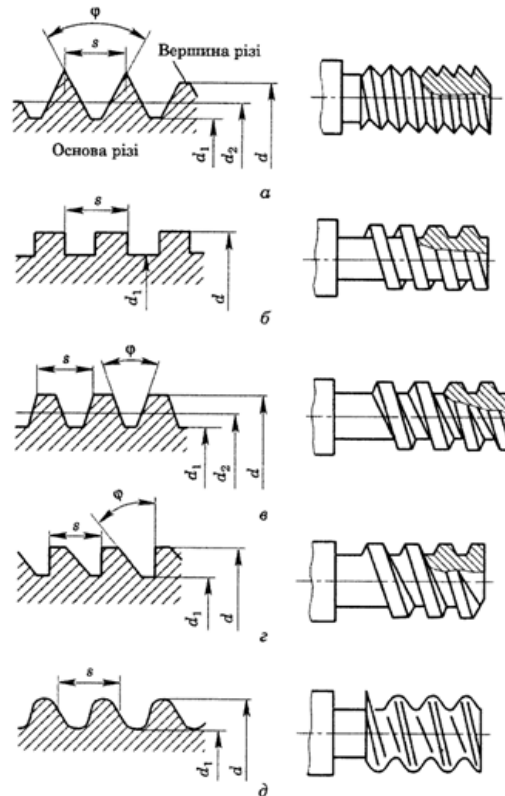 φ
s
Вершина різі
Основа різі
d₁
d₂
d
а
s
d₁
d
б
s
φ
d₁
d₂
d
в
s
φ
d₁
d
г
s
d₁
d
д